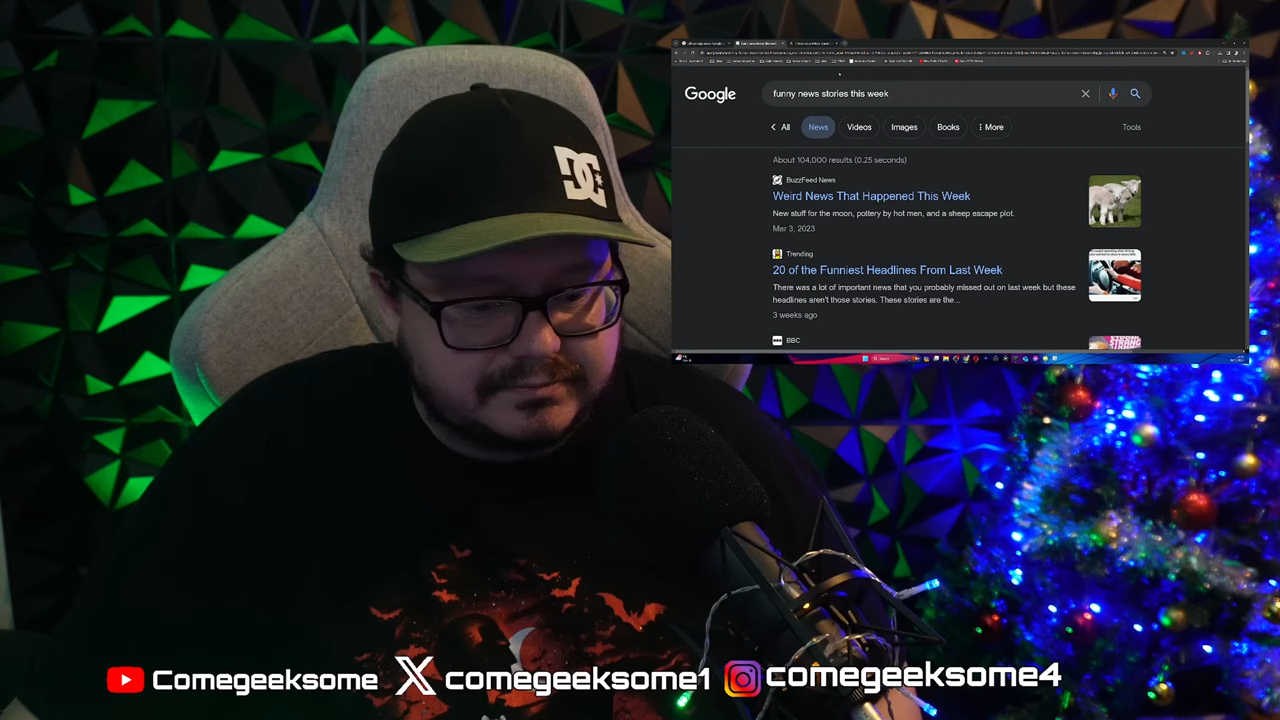 Google
funny news stories this week
All
News
Videos
Images
Books
More
Tools
About 104,000 results (0.25 seconds)
BuzzFeed News
Weird News That Happened This Week
New stuff for the moon, pottery by hot men, and a sheep escape plot.
Mar 3, 2023
Trending
20 of the Funniest Headlines From Last Week
There was a lot of important news that you probably missed out on last week but these
headlines aren't those stories. These stories are the...
3 weeks ago
BBC
DC
Comegeeksome
comegeeksome1
comegeeksome4